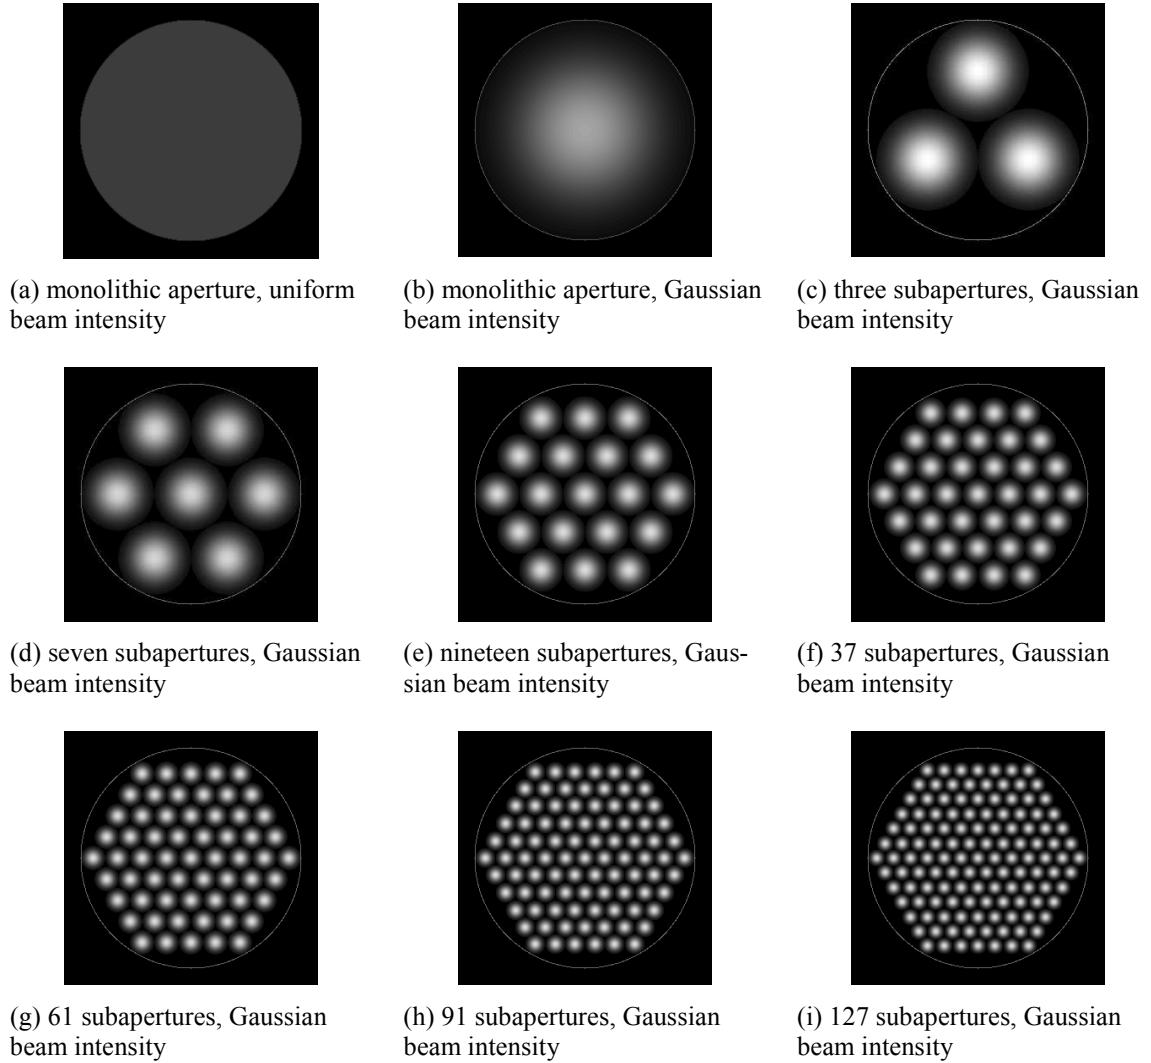 (a) monolithic aperture, uniform
beam intensity
(b) monolithic aperture, Gaussian
beam intensity
(c) three subapertures, Gaussian
beam intensity
(d) seven subapertures, Gaussian
beam intensity
(e) nineteen subapertures, Gaus-
sian beam intensity
(f) 37 subapertures, Gaussian
beam intensity
(g) 61 subapertures, Gaussian
beam intensity
(h) 91 subapertures, Gaussian
beam intensity
(i) 127 subapertures, Gaussian
beam intensity